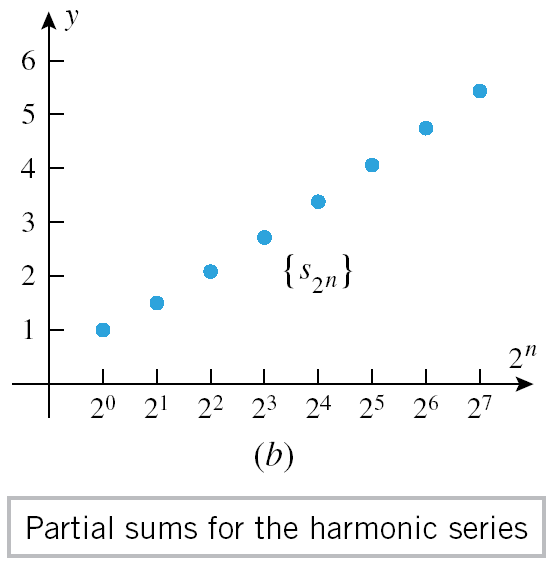 y
6
5
4
3
2
1
{s_{2^n}}
2^n
2^0 2^1 2^2 2^3 2^4 2^5 2^6 2^7
(b)
Partial sums for the harmonic series